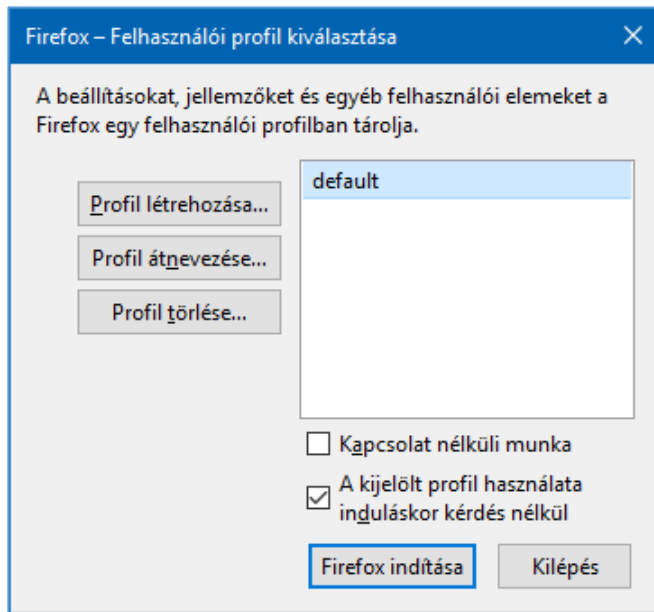 Firefox – Felhasználói profil kiválasztása
A beállításokat, jellemzőket és egyéb felhasználói elemeket a
Firefox egy felhasználói profilban tárolja.
default
Profil létrehozása...
Profil átnevezése...
Profil törlése...
Kapcsolat nélküli munka
A kijelölt profil használata
induláskor kérdés nélkül
Firefox indítása
Kilépés